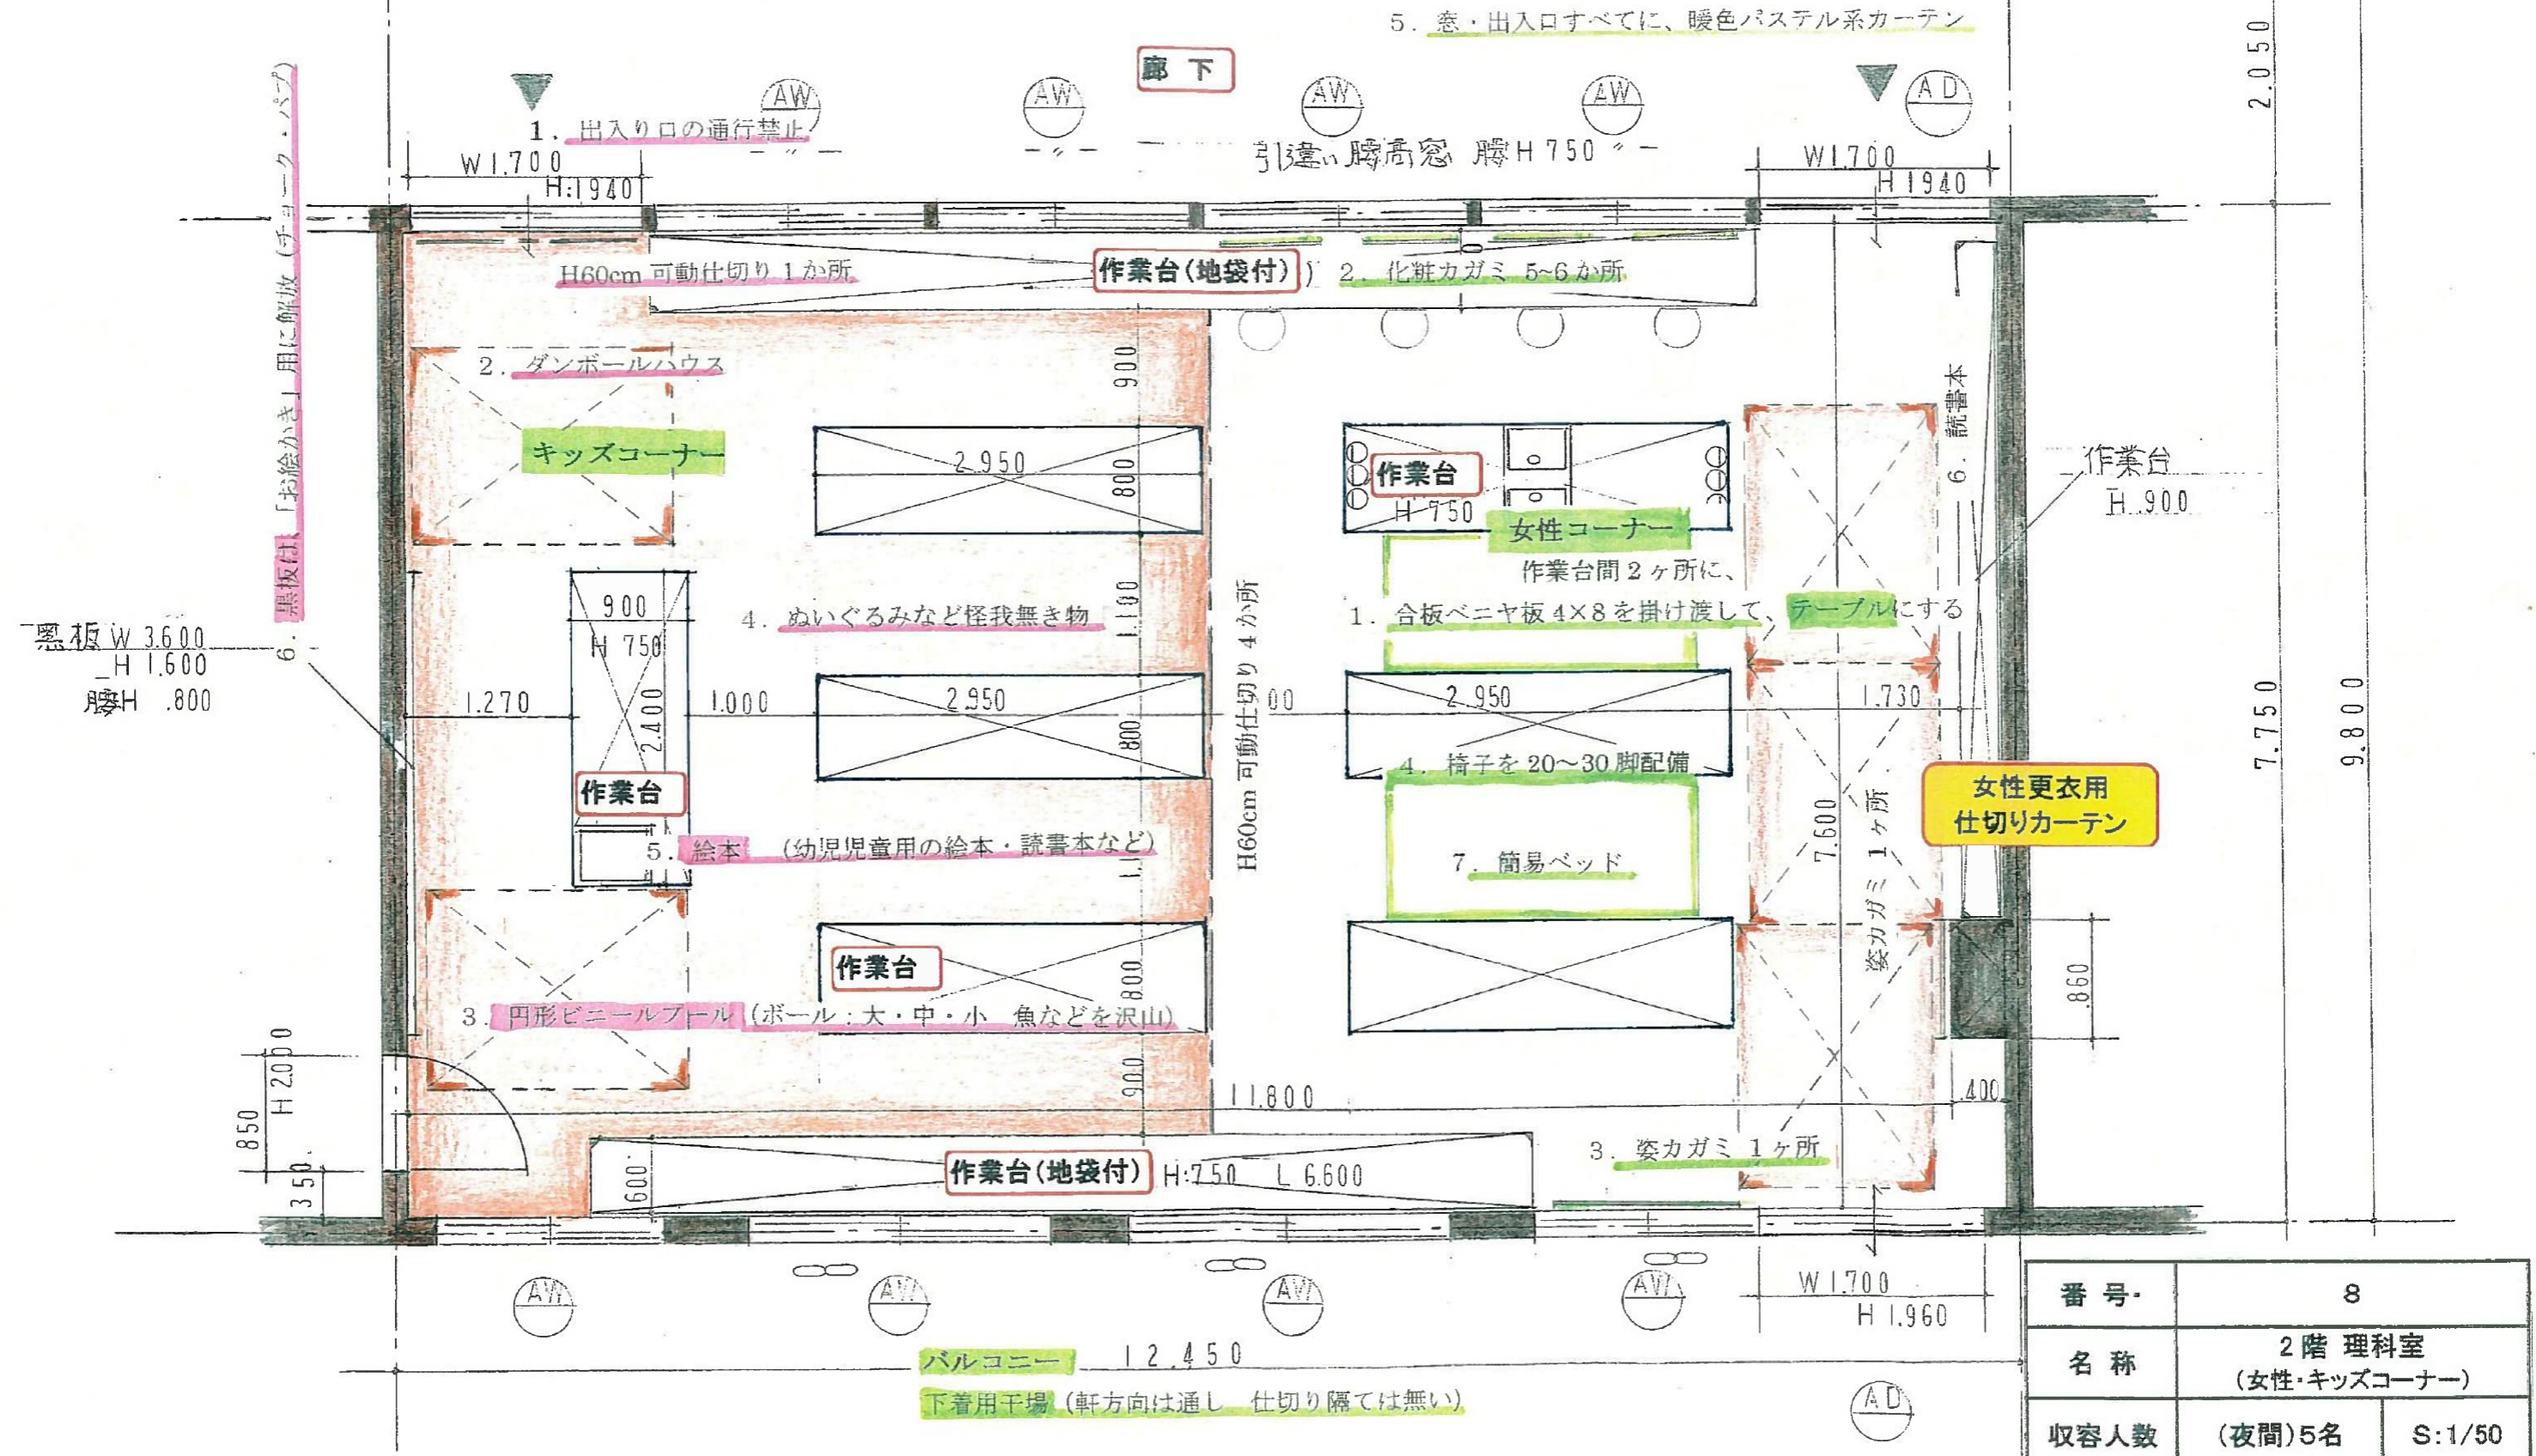 5. 窓・出入口すべてに、暖色パステル系カーテン
廊 下
AW
AW
AW
AW
AD
1. 出入り口の通行禁止
W1.700
H:1940
引違い腰高窓 腰H750
W1.700
H1940
2.050
6. 黒板は、「お絵かき」用に解放（チョーク・パプ）
H60cm 可動仕切り 1か所
作業台(地袋付)
2. 化粧カガミ 5~6か所
2. ダンボールハウス
キッズコーナー
900
2.950
800
作業台
H 750
女性コーナー
6. 読書本
作業台
H.900
作業台間2ヶ所に、
1. 合板ベニヤ板4×8を掛け渡して、テーブルにする
900
H 750
4. ぬいぐるみなど怪我無き物
1.100
H60cm 可動仕切り 4か所
黒板 W 3.600
H 1.600
腰H .800
1.270
2.400
1.000
2.950
800
00
2.950
1.730
7.750
9.800
4. 椅子を20～30脚配備
作業台
7.600
姿カガミ 1ヶ所
女性更衣用
仕切りカーテン
5. 絵本 (幼児児童用の絵本・読書本など)
7. 簡易ベッド
作業台
800
3. 円形ビニールプール (ボール：大・中・小 魚などを沢山)
.860
H 2.000
850
350
900
11.800
.400
3. 姿カガミ 1ヶ所
600
作業台(地袋付)
H:750 L 6.600
AW
AW
AW
AW
W1.700
H 1.960
バルコニー
12.450
下着用干場 (軒方向は通し 仕切り隔ては無い)
AD
番 号 8
名 称 2階 理科室
(女性・キッズコーナー)
収容人数 (夜間)5名 S:1/50